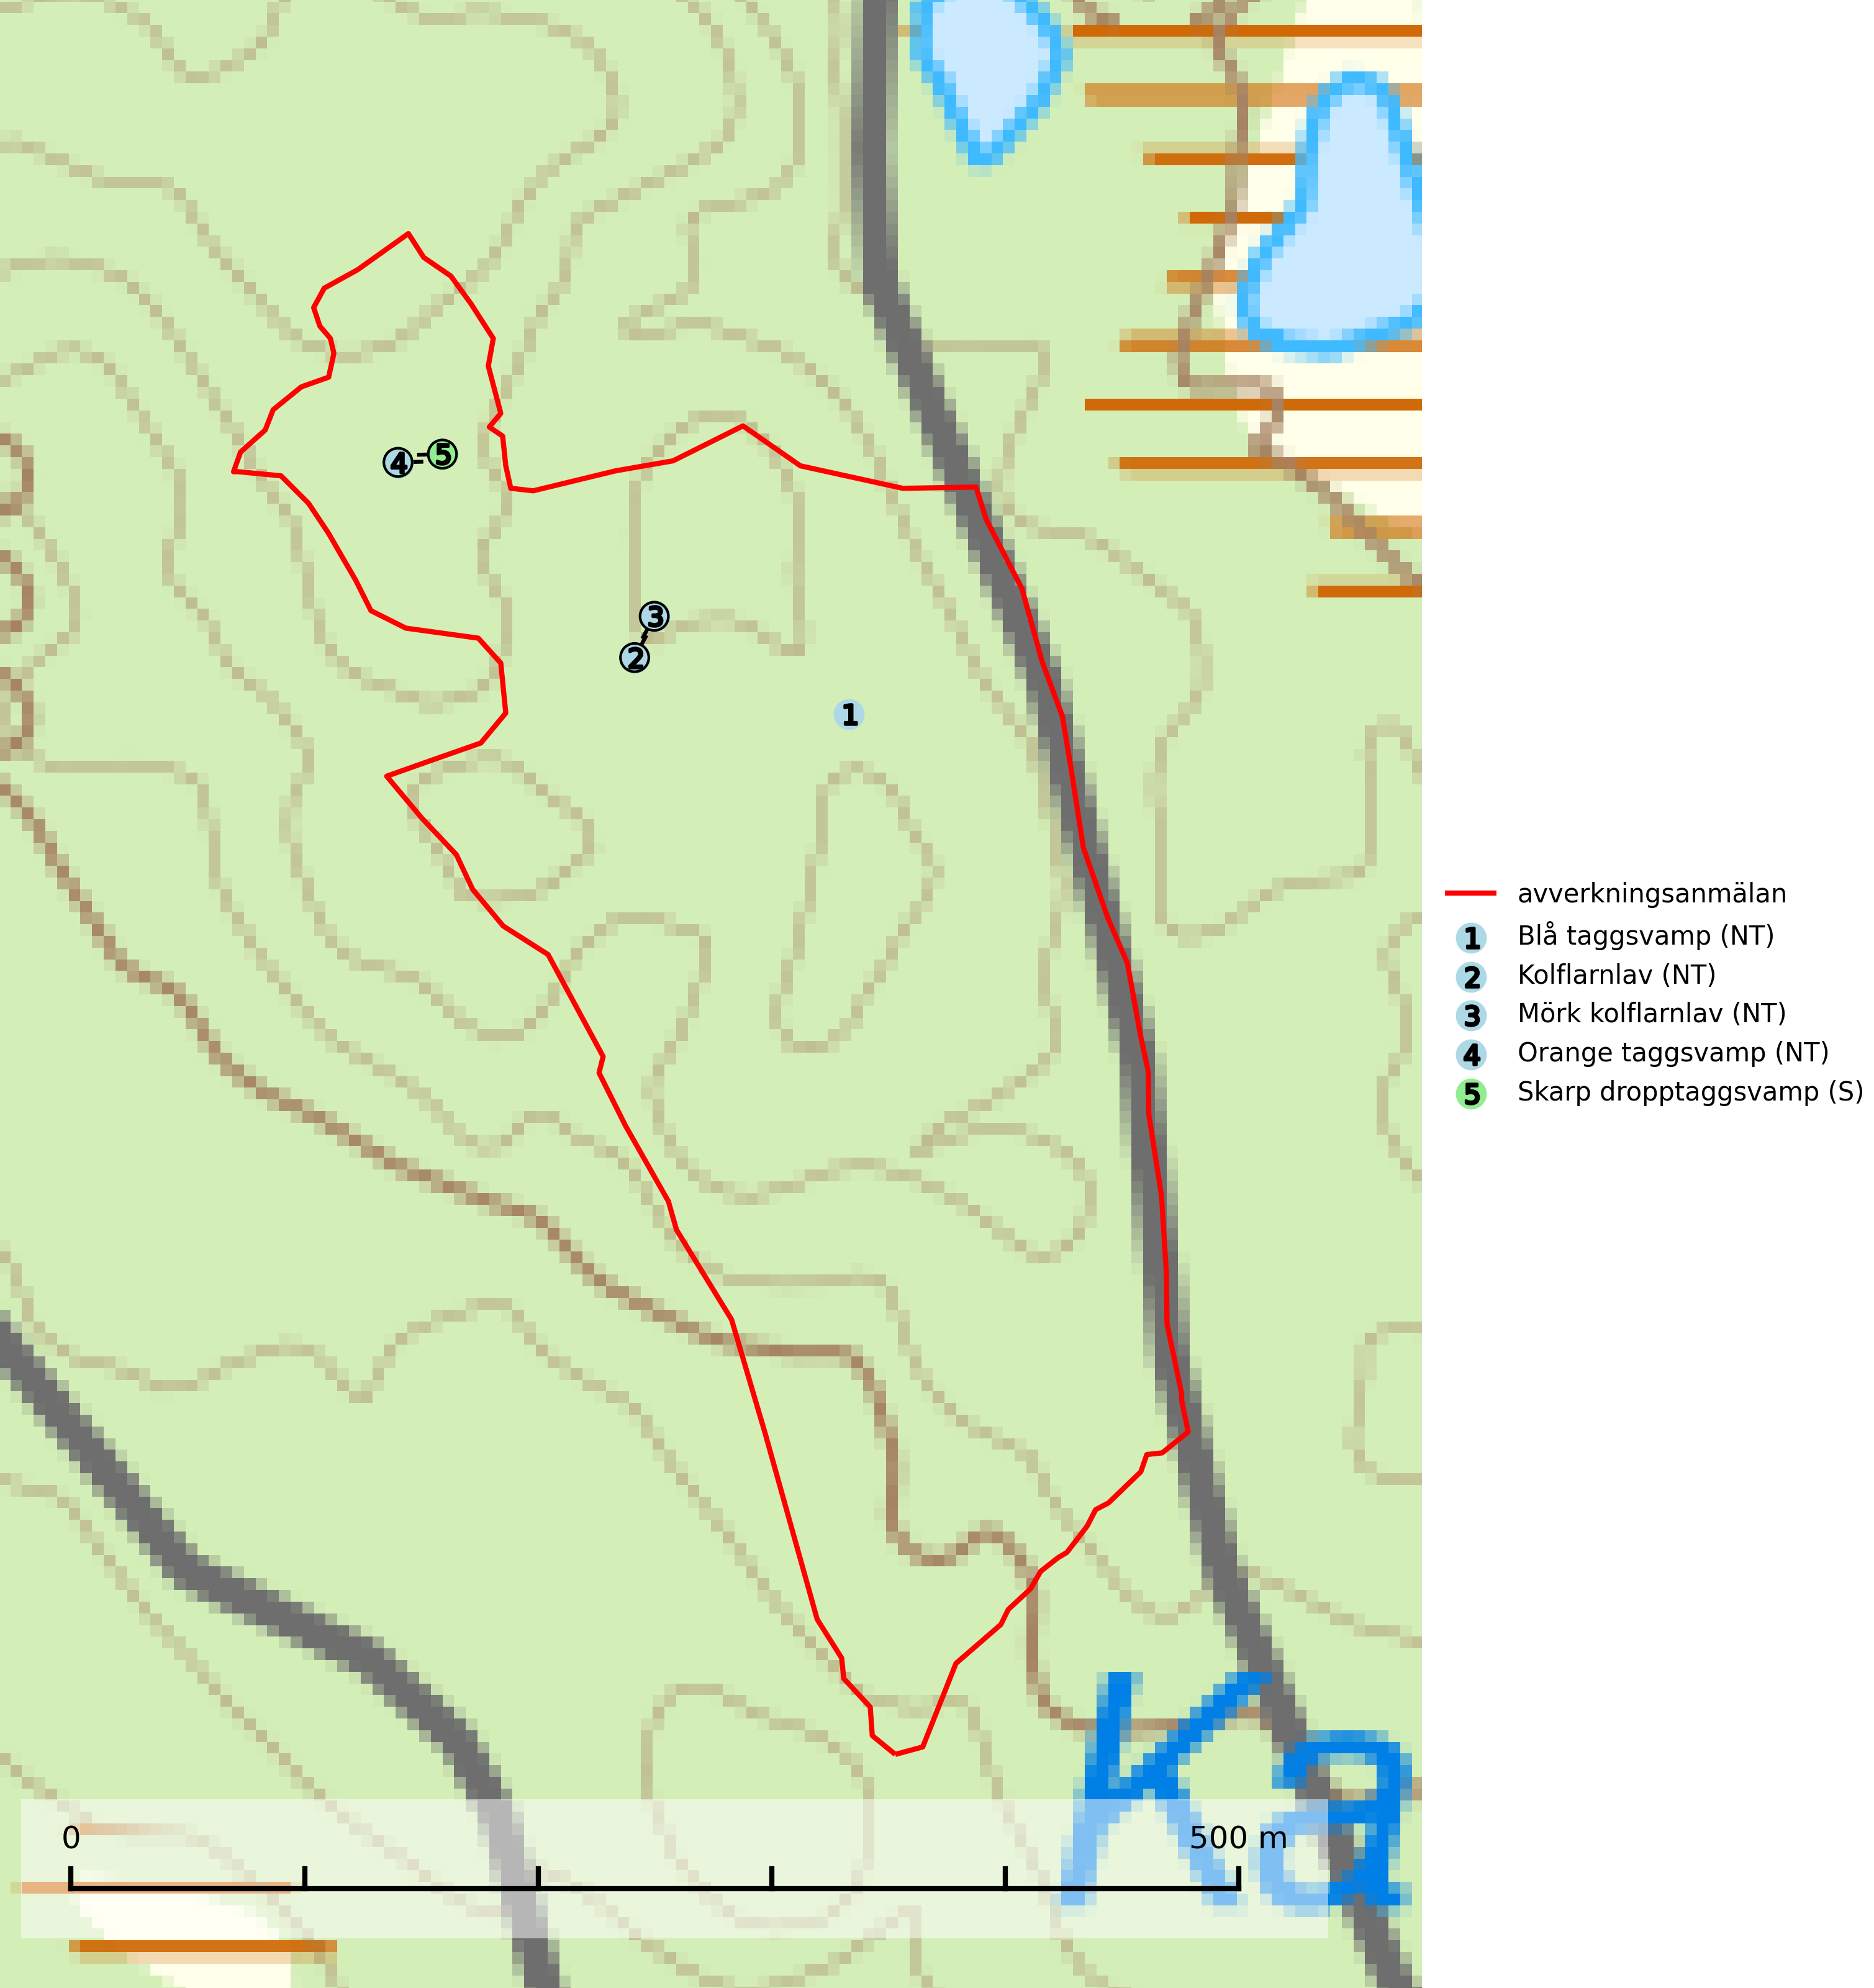 4 5
3
2
1
avverkningsanmälan
1 Blå taggsvamp (NT)
2 Kolflarnlav (NT)
3 Mörk kolflarnlav (NT)
4 Orange taggsvamp (NT)
5 Skarp dropptaggsvamp (S)
Ka
0 500 m